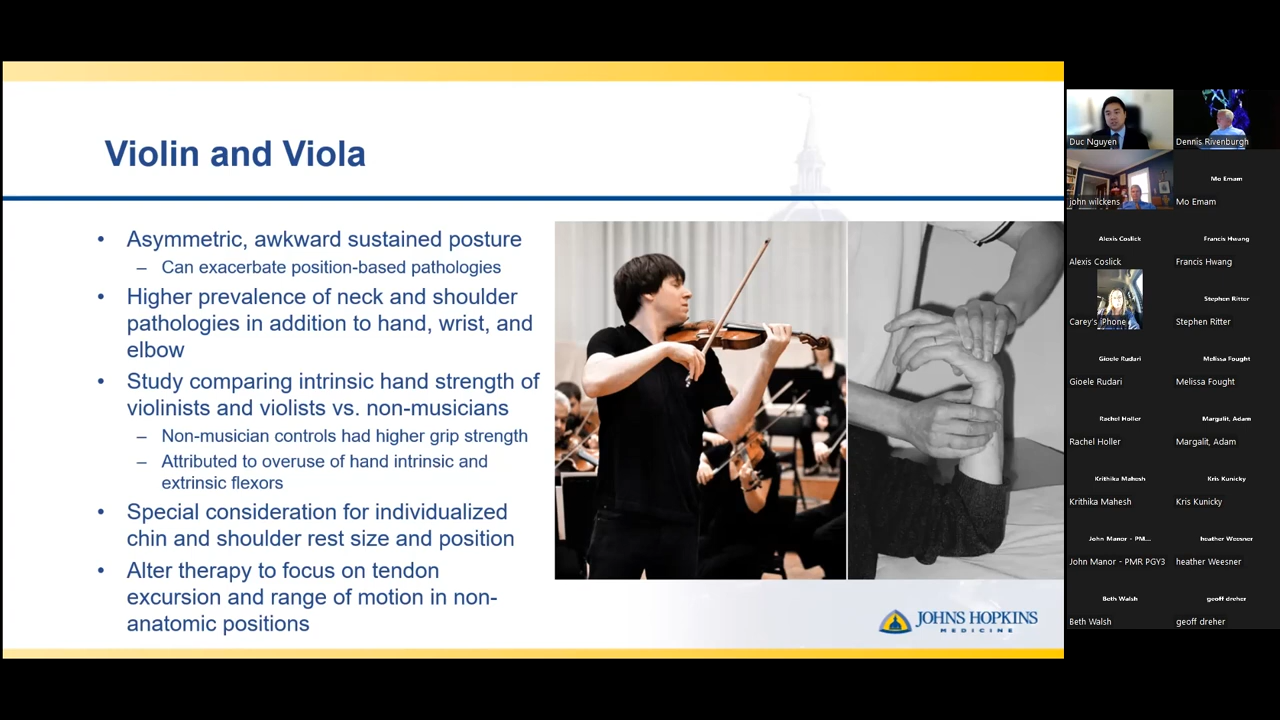 Violin and Viola
• Asymmetric, awkward sustained posture
– Can exacerbate position-based pathologies
• Higher prevalence of neck and shoulder
pathologies in addition to hand, wrist, and
elbow
• Study comparing intrinsic hand strength of
violinists and violists vs. non-musicians
– Non-musician controls had higher grip strength
– Attributed to overuse of hand intrinsic and
extrinsic flexors
• Special consideration for individualized
chin and shoulder rest size and position
• Alter therapy to focus on tendon
excursion and range of motion in non-
anatomic positions
JOHNS HOPKINS
MEDICINE
Duc Nguyen
Dennis Rivenburgh
john wilckens
Mo Emam
Mo Emam
Alexis Coslick
Alexis Coslick
Francis Hwang
Francis Hwang
Carey's iPhone
Stephen Ritter
Stephen Ritter
Gioele Rudari
Gioele Rudari
Melissa Fought
Melissa Fought
Rachel Holler
Rachel Holler
Margalit, Adam
Margalit, Adam
Krithika Mahesh
Krithika Mahesh
Kris Kunicky
Kris Kunicky
John Manor - PM...
John Manor - PMR PGY3
heather Weesner
heather Weesner
Beth Walsh
Beth Walsh
geoff dreher
geoff dreher